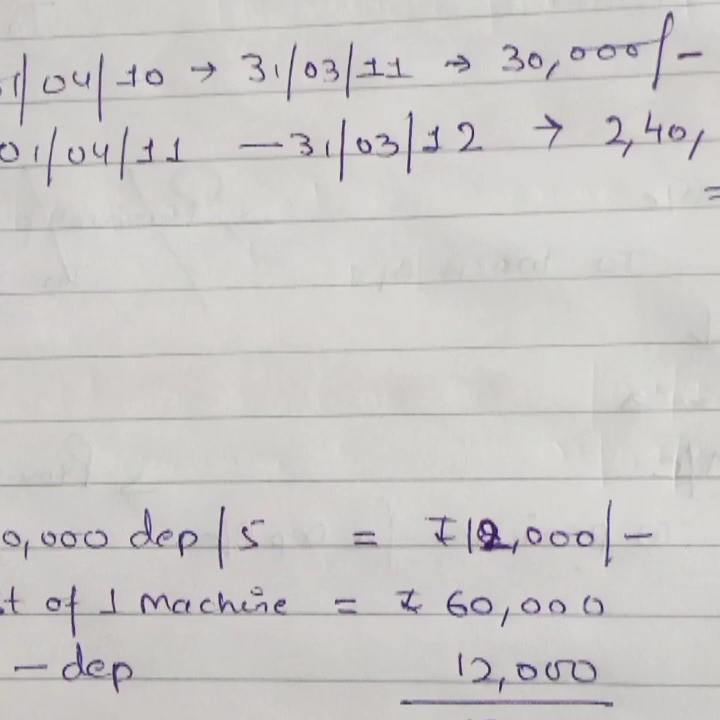 1/04/10 → 31/03/11 → 30,000/-
01/04/11 — 31/03/12 → 2,40,
=
0,000 dep/5 = ₹12,000/-
t of 1 Machine = ₹ 60,000
- dep 12,000